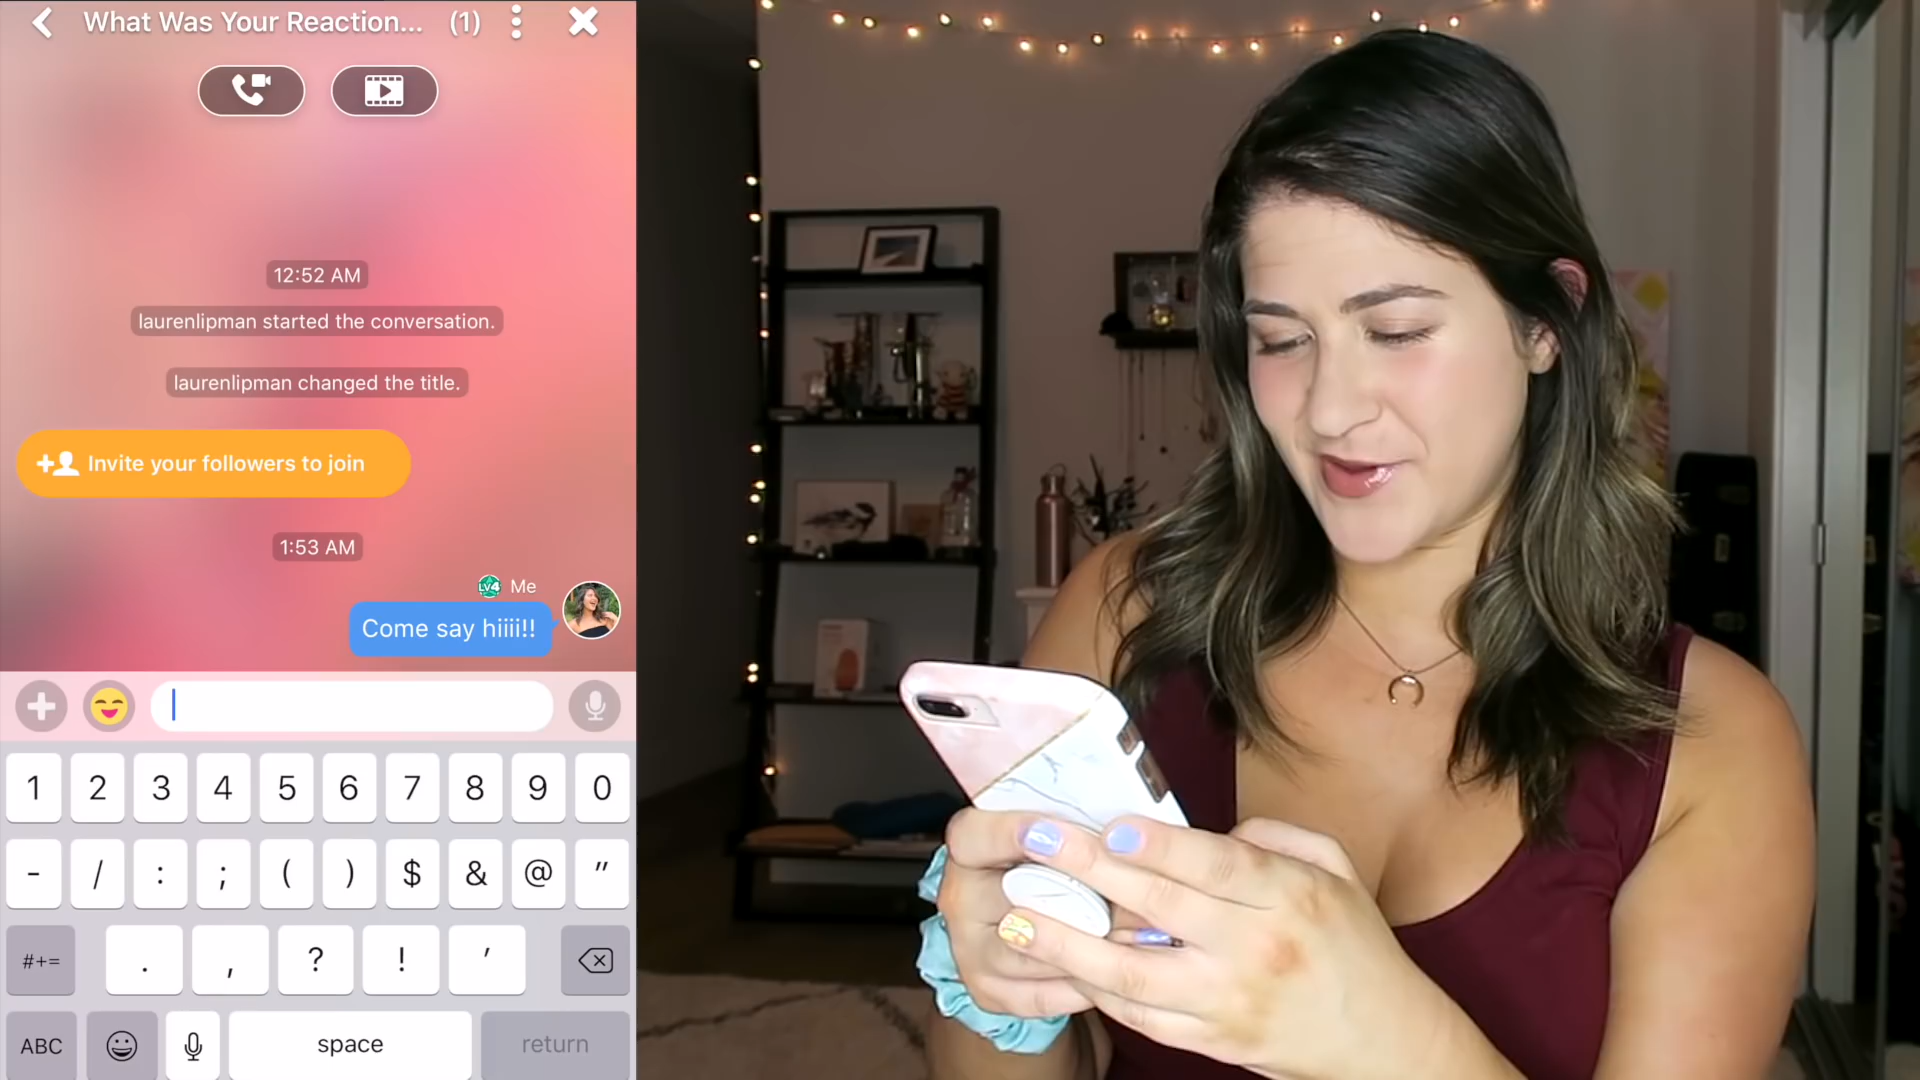 What Was Your Reaction... (1)
12:52 AM
laurenlipman started the conversation.
laurenlipman changed the title.
Invite your followers to join
1:53 AM
LV4 Me
Come say hiiii!!
1 2 3 4 5 6 7 8 9 0
- / : ; ( ) $ & @ "
#+= . , ? ! '
ABC space return